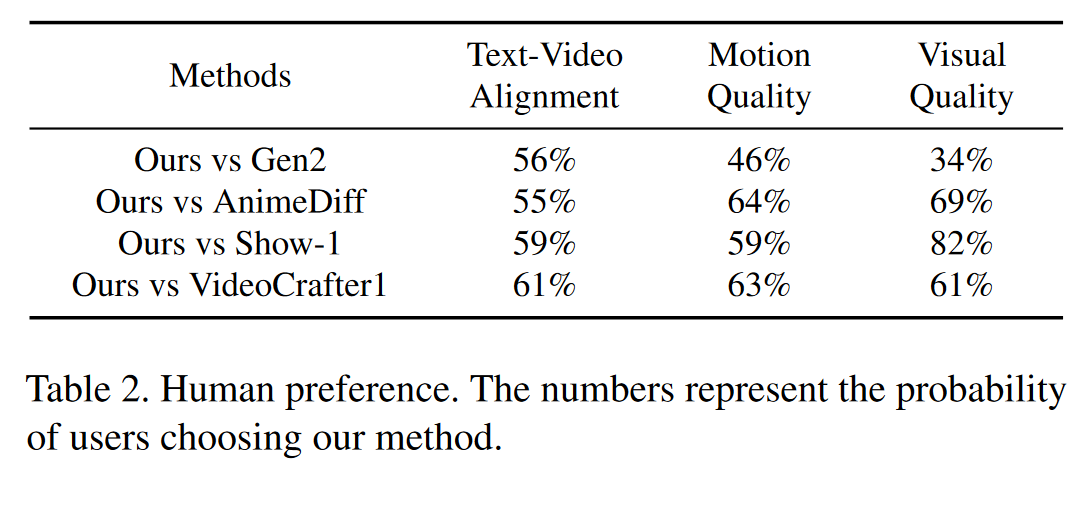 Methods Text-Video Alignment Motion Quality Visual Quality
Ours vs Gen2 56% 46% 34%
Ours vs AnimeDiff 55% 64% 69%
Ours vs Show-1 59% 59% 82%
Ours vs VideoCrafter1 61% 63% 61%
Table 2. Human preference. The numbers represent the probability
of users choosing our method.